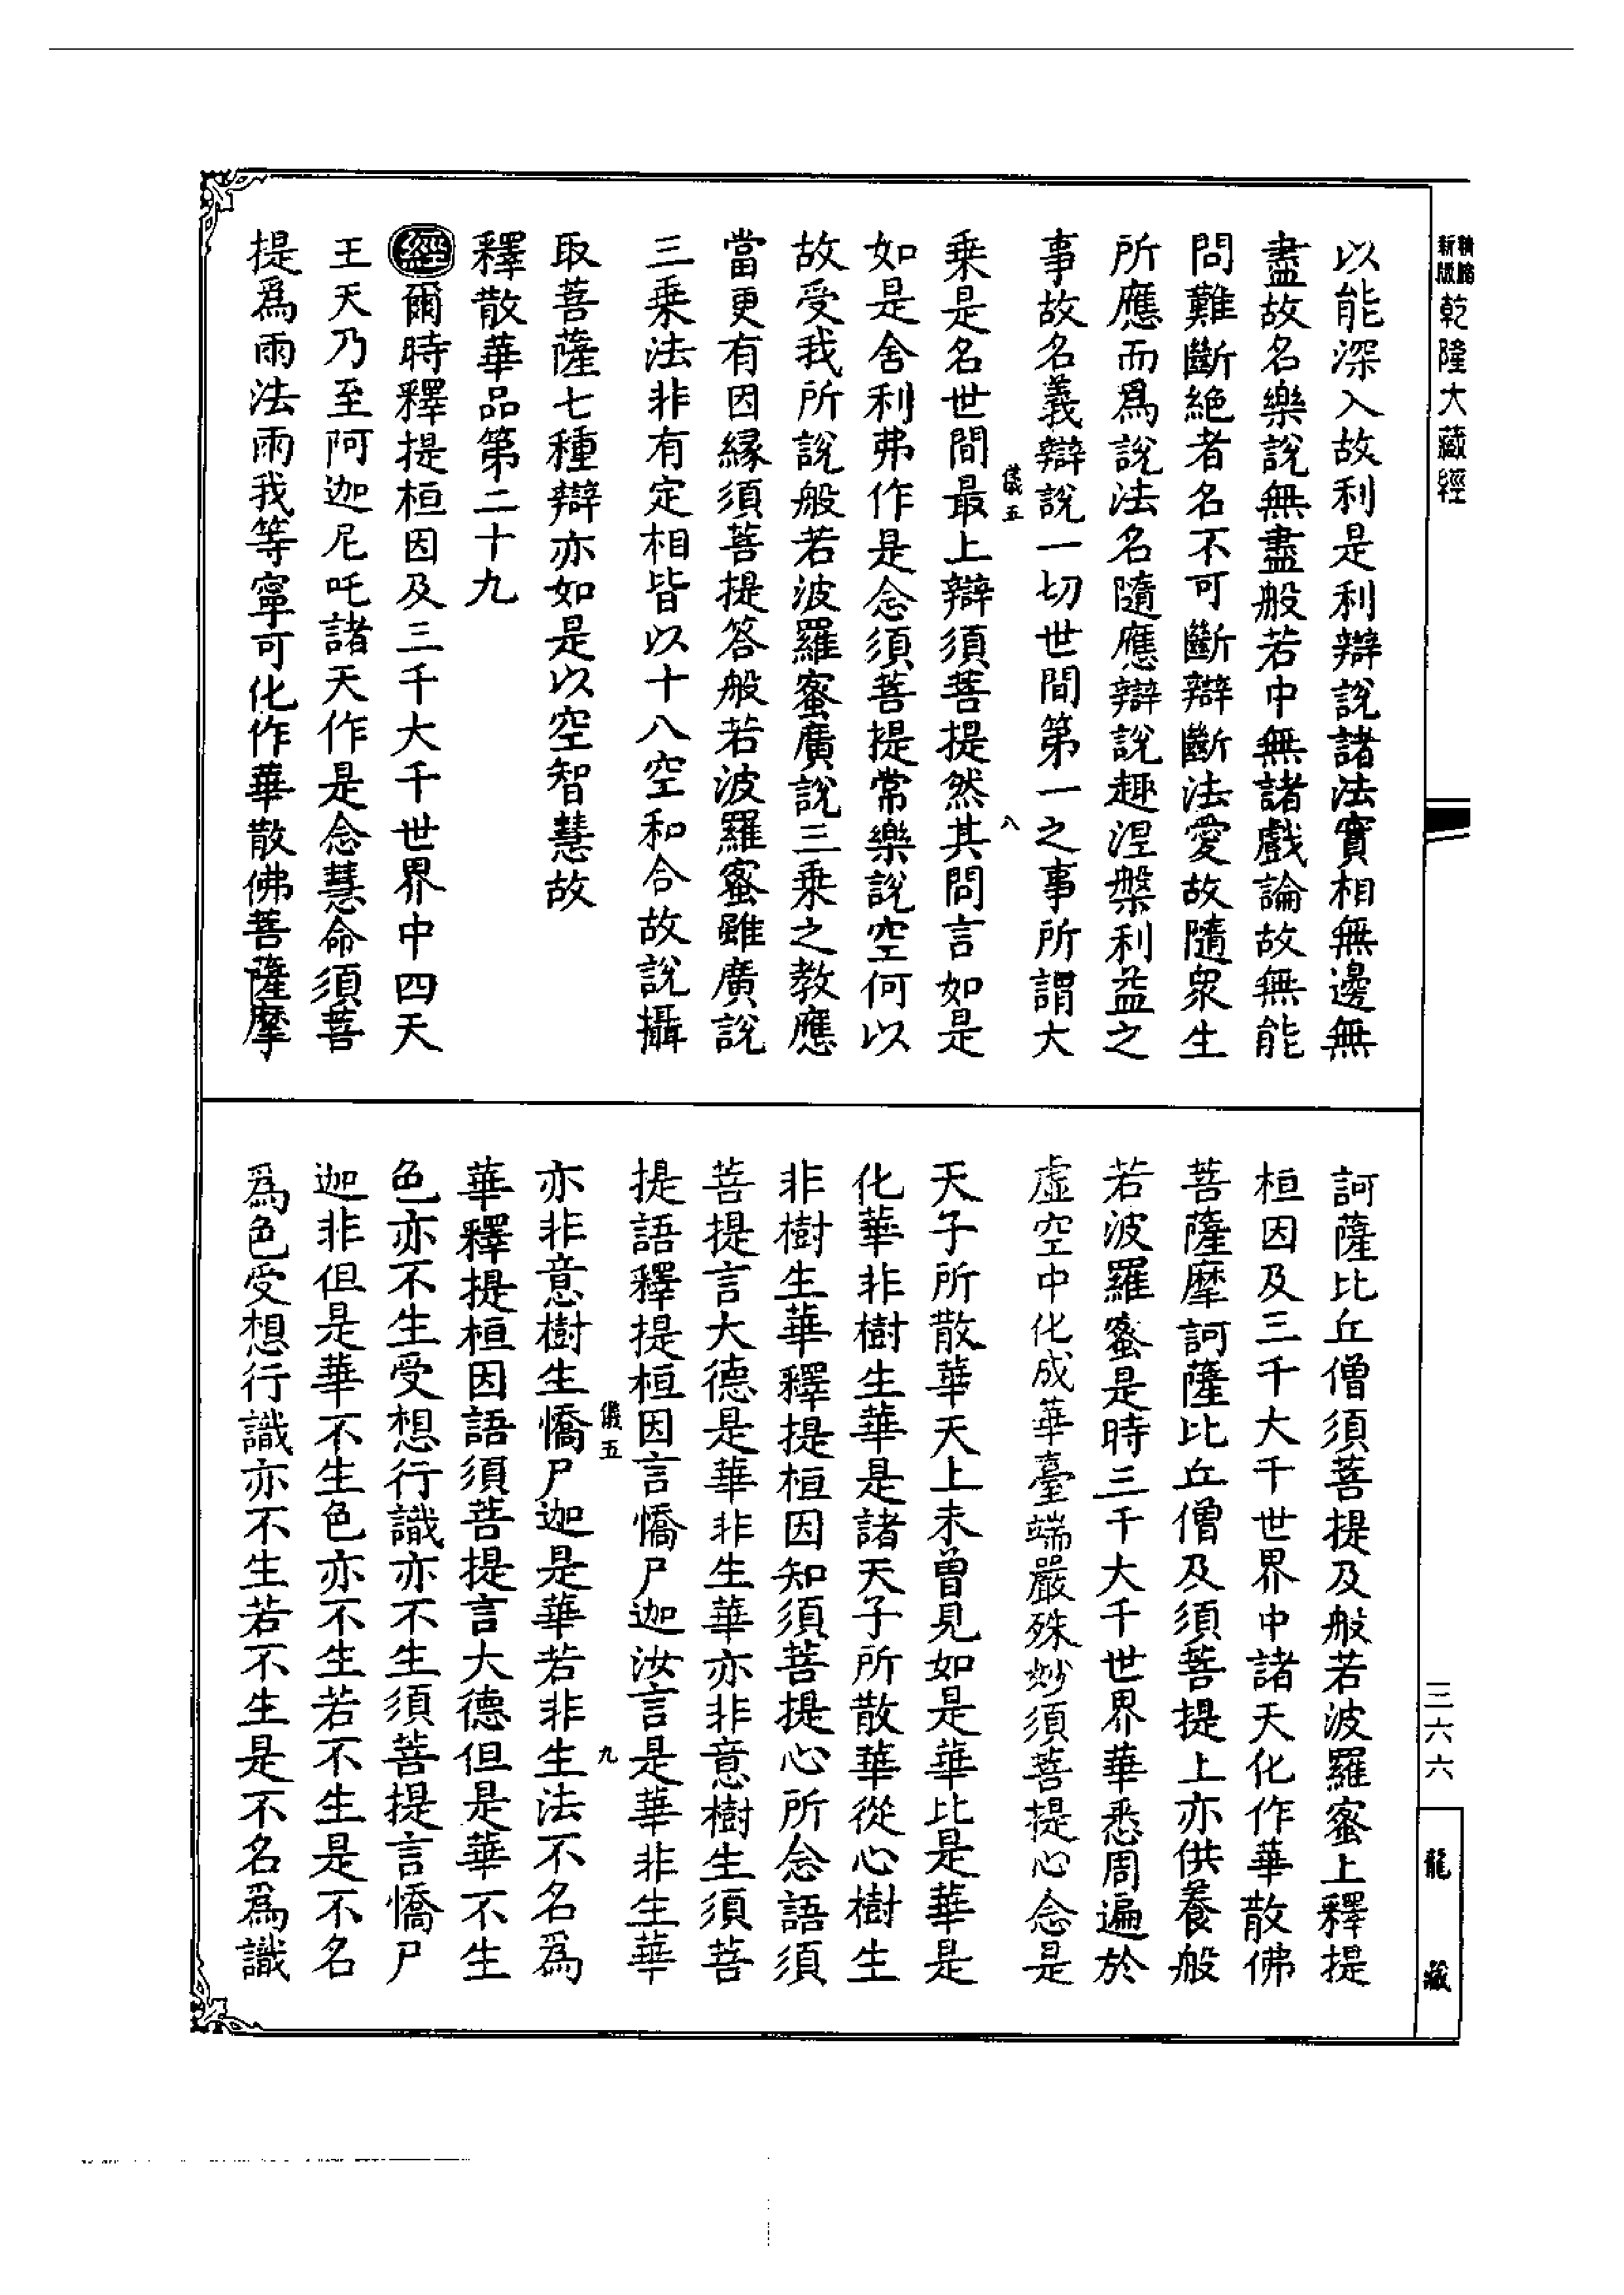 新版
精縮
乾隆大藏經
以能深入故利是利辯說諸法實相無邊無
盡故名樂說無盡般若中無諸戲論故無能
問難斷絶者名不可斷辯斷法愛故隨衆生
所應而爲說法名隨應辯說趣涅槃利益之
事故名義辯說一切世間第一之事所謂大
儀五
八
乗是名世間最上辯須菩提然其問言如是
如是舍利弗作是念須菩提常樂說空何以
故受我所說般若波羅蜜廣說三乗之教應
當更有因緣須菩提答般若波羅蜜雖廣說
三乗法非有定相皆以十八空和合故說攝
取菩薩七種辯亦如是以空智慧故
釋散華品第二十九
經爾時釋提桓因及三千大千世界中四天
王天乃至阿迦尼吒諸天作是念慧命須菩
提爲雨法雨我等寧可化作華散佛菩薩摩
訶薩比丘僧須菩提及般若波羅蜜上釋提
桓因及三千大千世界中諸天化作華散佛
菩薩摩訶薩比丘僧及須菩提上亦供養般
若波羅蜜是時三千大千世界華悉周遍於
虛空中化成華臺端嚴殊妙須菩提心念是
天子所散華天上未曾見如是華比是華是
化華非樹生華是諸天子所散華從心樹生
非樹生華釋提桓因知須菩提心所念語須
菩提言大德是華非生華亦非意樹生須菩
提語釋提桓因言憍尸迦汝言是華非生華
儀五
九
亦非意樹生憍尸迦是華若非生法不名爲
華釋提桓因語須菩提言大德但是華不生
色亦不生受想行識亦不生須菩提言憍尸
迦非但是華不生色亦不生若不生是不名
爲色受想行識亦不生若不生是不名爲識
三六六
龍藏